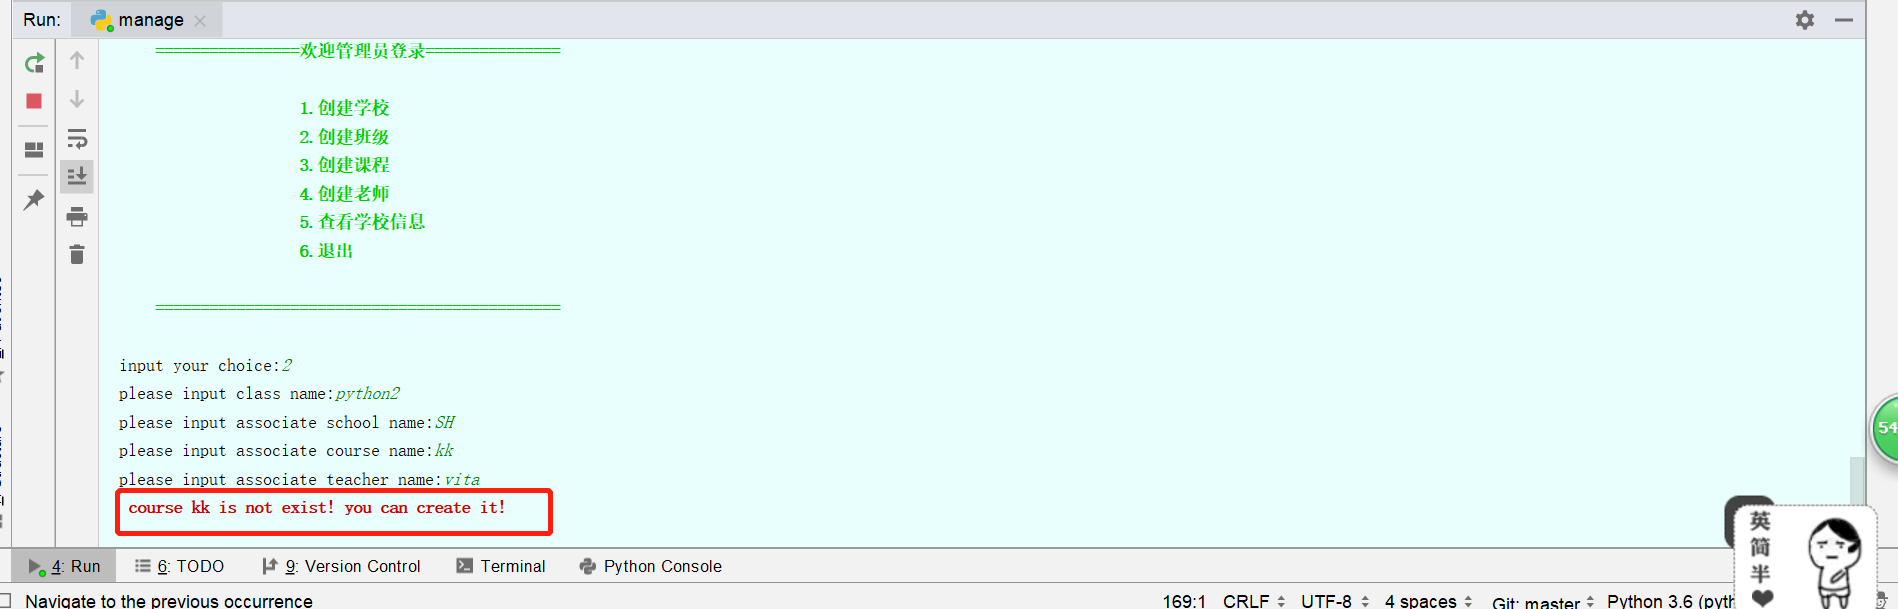 Run: manage
================欢迎管理员登录===============
1.创建学校
2.创建班级
3.创建课程
4.创建老师
5.查看学校信息
6.退出
=============================================
input your choice:2
please input class name:python2
please input associate school name:SH
please input associate course name:kk
please input associate teacher name:vita
course kk is not exist! you can create it!
54
英
简
半
4: Run 6: TODO 9: Version Control Terminal Python Console
Navigate to the previous occurrence 169:1 CRLF UTF-8 4 spaces Git: master Python 3.6 (pyth